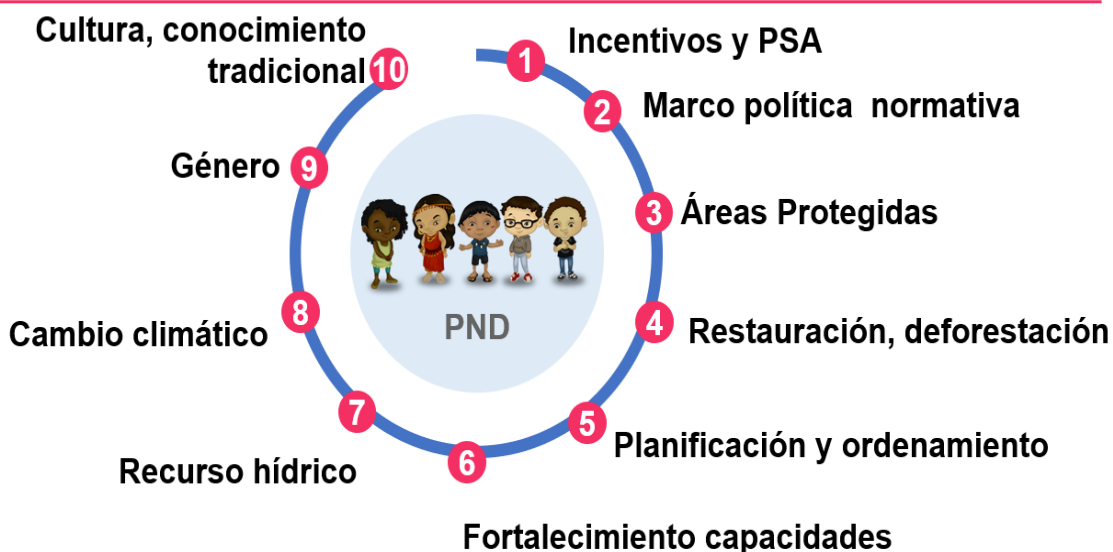 1 Incentivos y PSA
2 Marco política normativa
3 Áreas Protegidas
4 Restauración, deforestación
5 Planificación y ordenamiento
6
Fortalecimiento capacidades
7
Recurso hídrico
8
Cambio climático
Género 9
Cultura, conocimiento
tradicional 10
PND